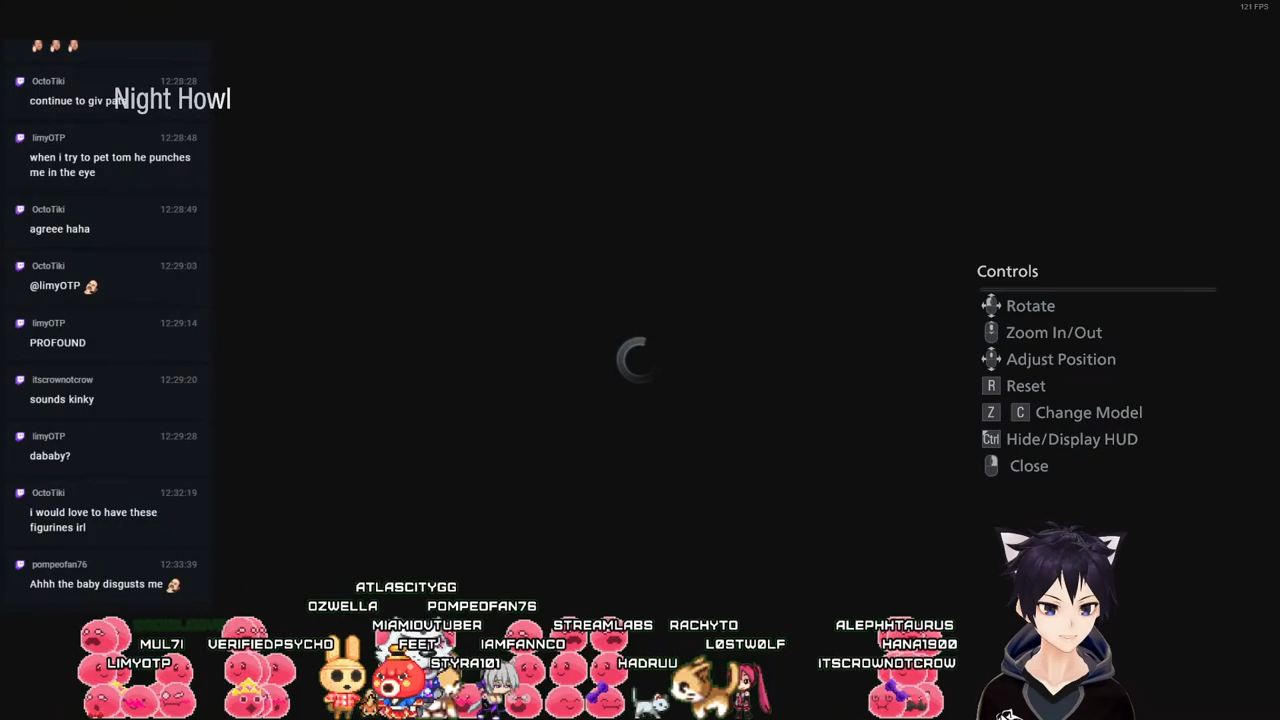 121 FPS
OctoTiki 12:28:28
continue to giv pats
Night Howl
limyOTP 12:28:48
when i try to pet tom he punches
me in the eye
OctoTiki 12:28:49
agreee haha
OctoTiki 12:29:03
@limyOTP
limyOTP 12:29:14
PROFOUND
itscrownotcrow 12:29:20
sounds kinky
limyOTP 12:29:28
dababy?
OctoTiki 12:32:19
i would love to have these
figurines irl
pompeofan76 12:33:39
Ahhh the baby disgusts me
Controls
Rotate
Zoom In/Out
Adjust Position
R Reset
Z C Change Model
Ctrl Hide/Display HUD
Close
ATLASCITYGG
OZWELLA POMPEOFAN76
MIAMIOVTUBER STREAMLABS RACHYTO ALEPHHTAURUS
MUL7I VERIFIEDPSYCHO FEET IAMFANNCO L0STW0LF HANA1900
LIMYOTP STYRA101 HADRUU ITSCROWNOTCROW